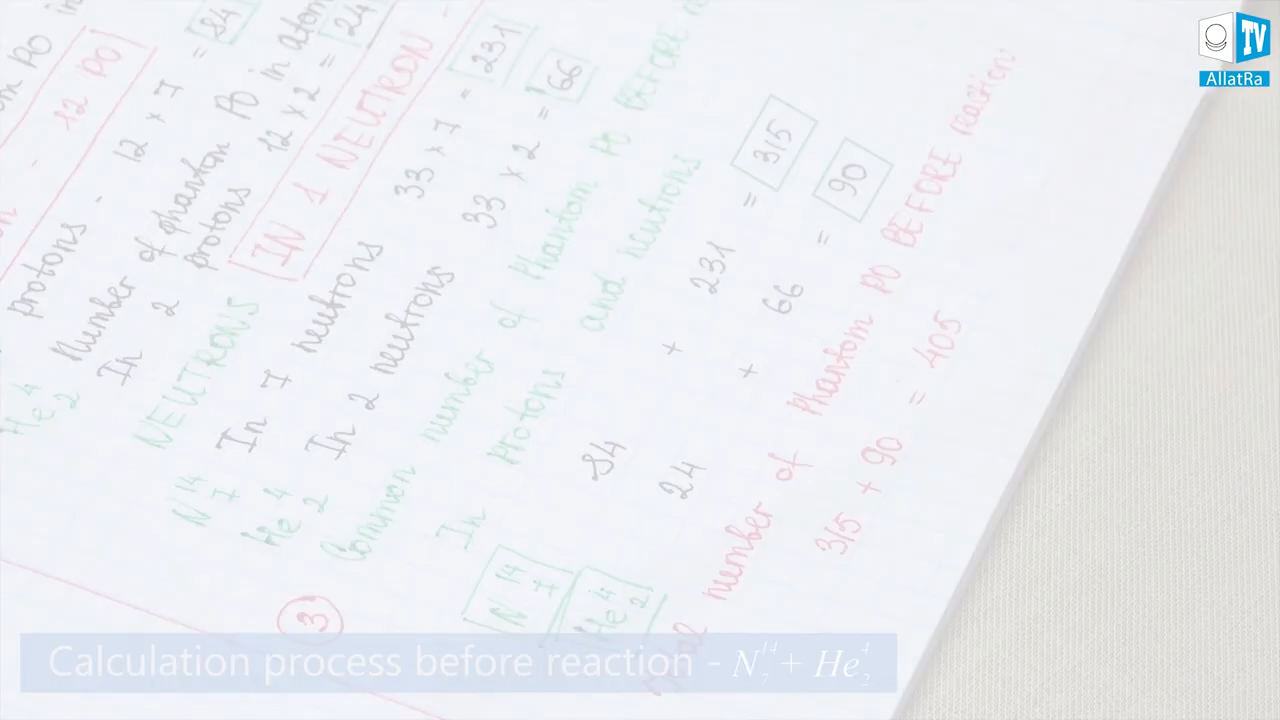 TV
AllatRa
12 PO
protons - 12 x 7 = 84
He 4 2
Number of phantom PO in atom
In 2 protons 12 x 2 = 24
NEUTRONS
IN 1 NEUTRON
N 14 7 In 7 neutrons 33 x 7 = 231
He 4 2 In 2 neutrons 33 x 2 = 66
Common number of Phantom PO BEFORE
In Protons and neutrons
N 14 7 84 + 231 = 315
He 4 2 24 + 66 = 90
number of Phantom PO BEFORE reaction
315 + 90 = 405
3
Calculation process before reaction - N 14 7 + He 4 2